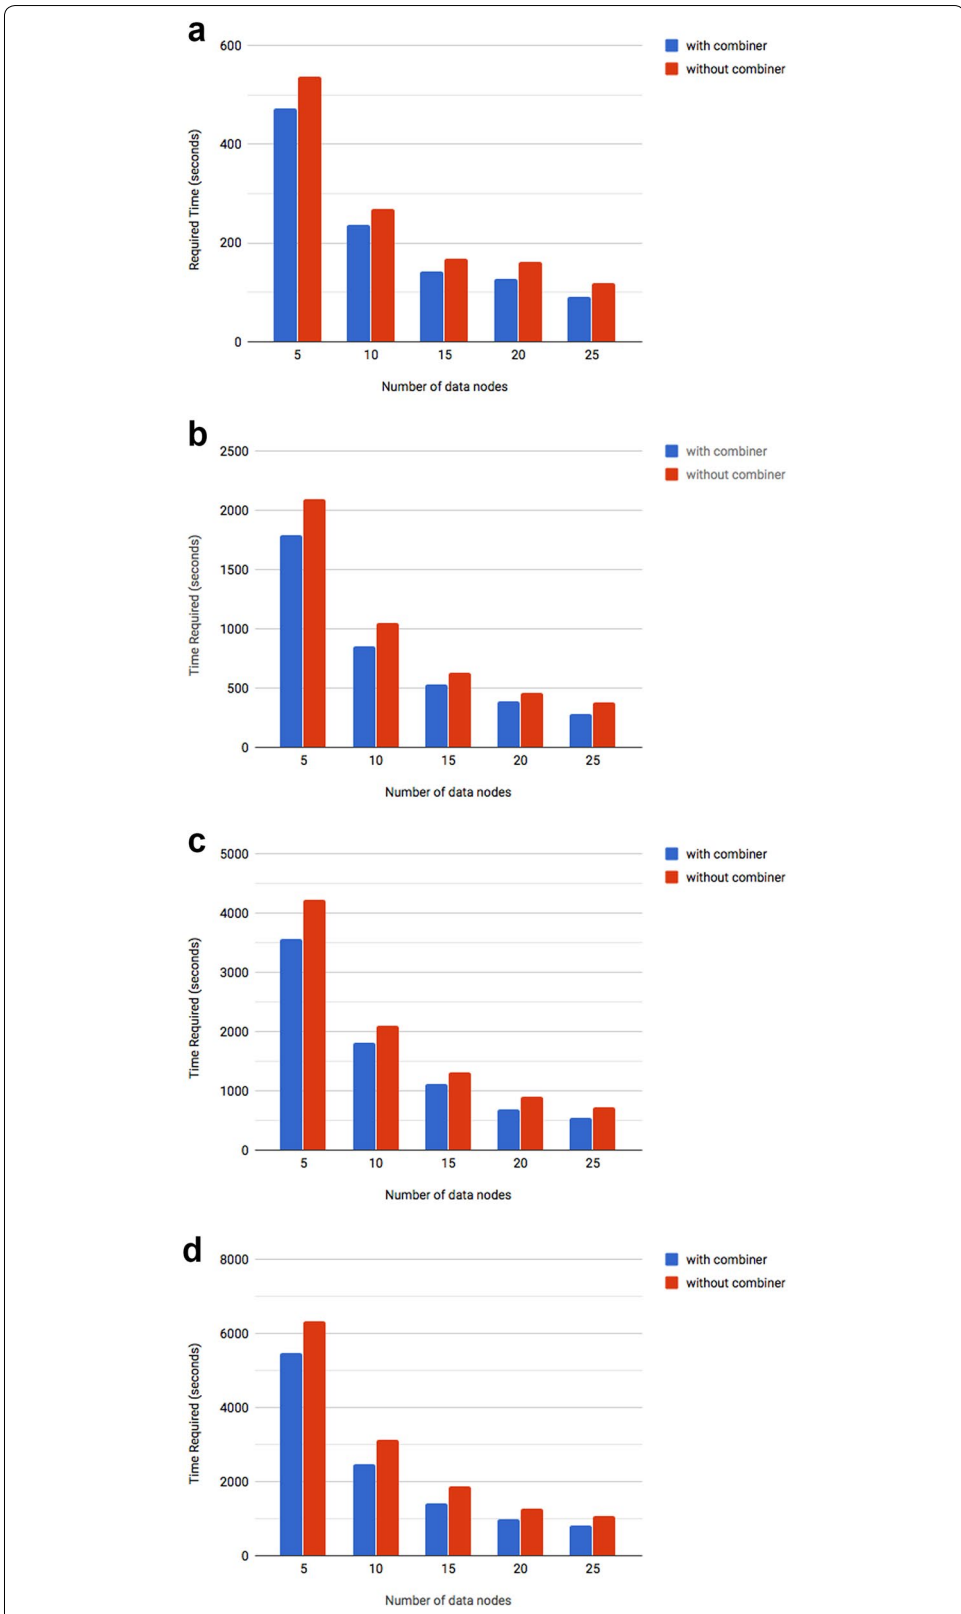 a
600
with combiner
without combiner
400
200
0
Required Time (seconds)
5 10 15 20 25
Number of data nodes
b
2500
with combiner
without combiner
2000
1500
1000
500
0
Time Required (seconds)
5 10 15 20 25
Number of data nodes
c
5000
with combiner
without combiner
4000
3000
2000
1000
0
Time Required (seconds)
5 10 15 20 25
Number of data nodes
d
8000
with combiner
without combiner
6000
4000
2000
0
Time Required (seconds)
5 10 15 20 25
Number of data nodes